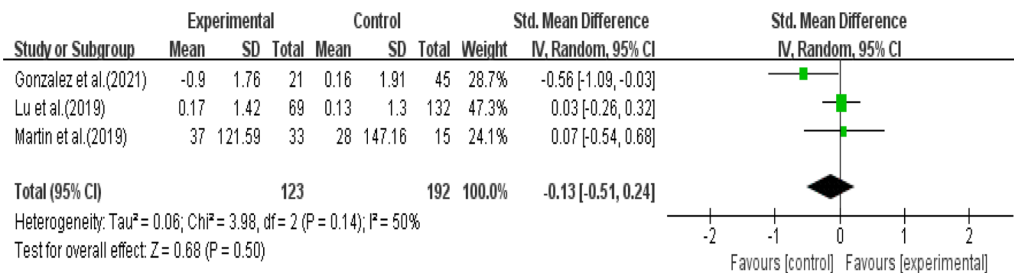 Experimental Control Std. Mean Difference Std. Mean Difference
Study or Subgroup Mean SD Total Mean SD Total Weight IV, Random, 95% CI IV, Random, 95% CI
Gonzalez et al.(2021) -0.9 1.76 21 0.16 1.91 45 28.7% -0.56 [-1.09, -0.03]
Lu et al.(2019) 0.17 1.42 69 0.13 1.3 132 47.3% 0.03 [-0.26, 0.32]
Martin et al.(2019) 37 121.59 33 28 147.16 15 24.1% 0.07 [-0.54, 0.68]
Total (95% CI) 123 192 100.0% -0.13 [-0.51, 0.24]
Heterogeneity: Tau² = 0.06; Chi² = 3.98, df = 2 (P = 0.14); I² = 50%
Test for overall effect: Z = 0.68 (P = 0.50)
-2 -1 0 1 2
Favours [control] Favours [experimental]